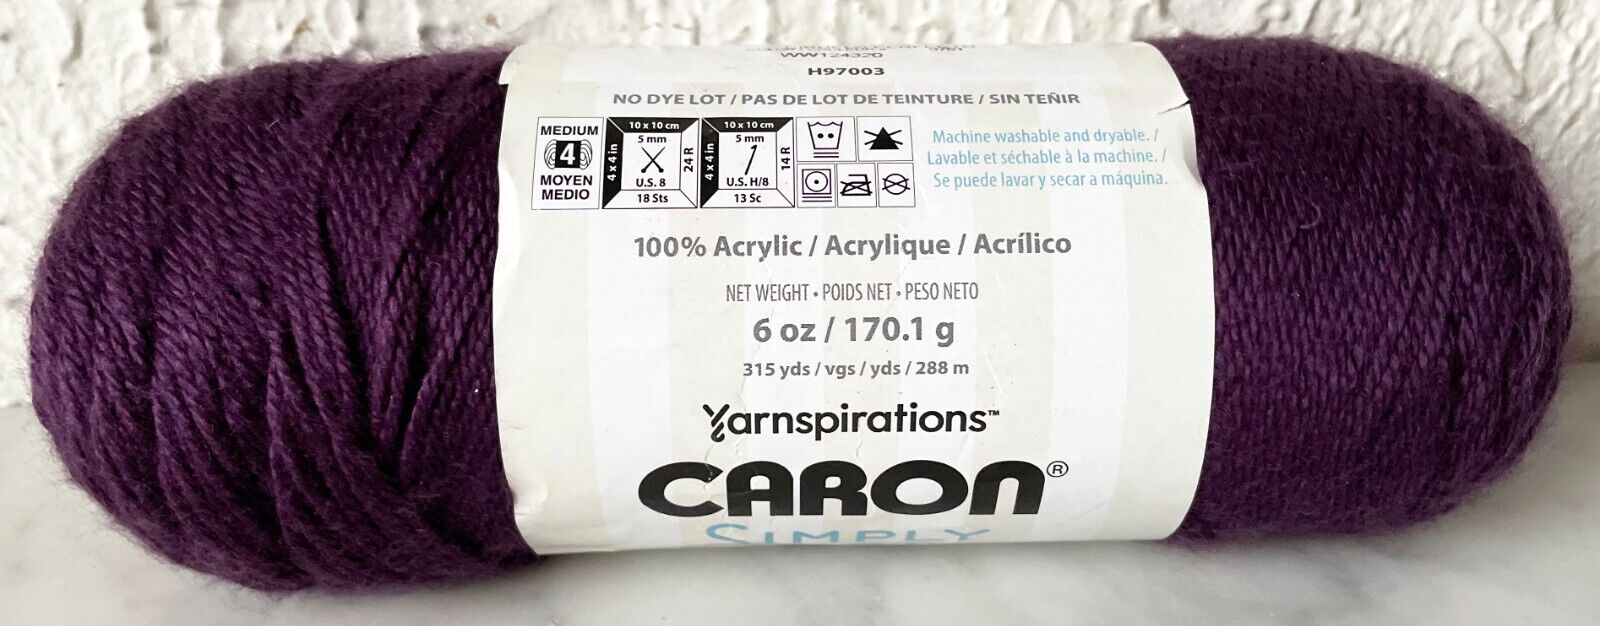 WW124320
H97003
NO DYE LOT / PAS DE LOT DE TEINTURE / SIN TEÑIR
MEDIUM
4
MOYEN
MEDIO
10 x 10 cm
4 x 4 in
5 mm
24 R
U.S. 8
18 Sts
10 x 10 cm
4 x 4 in
5 mm
14 R
U.S. H/8
13 Sc
Machine washable and dryable. /
Lavable et séchable à la machine. /
Se puede lavar y secar a máquina.
100% Acrylic / Acrylique / Acrílico
NET WEIGHT • POIDS NET • PESO NETO
6 oz / 170.1 g
315 yds / vgs / yds / 288 m
Yarnspirations™
CARON®
SIMPLY